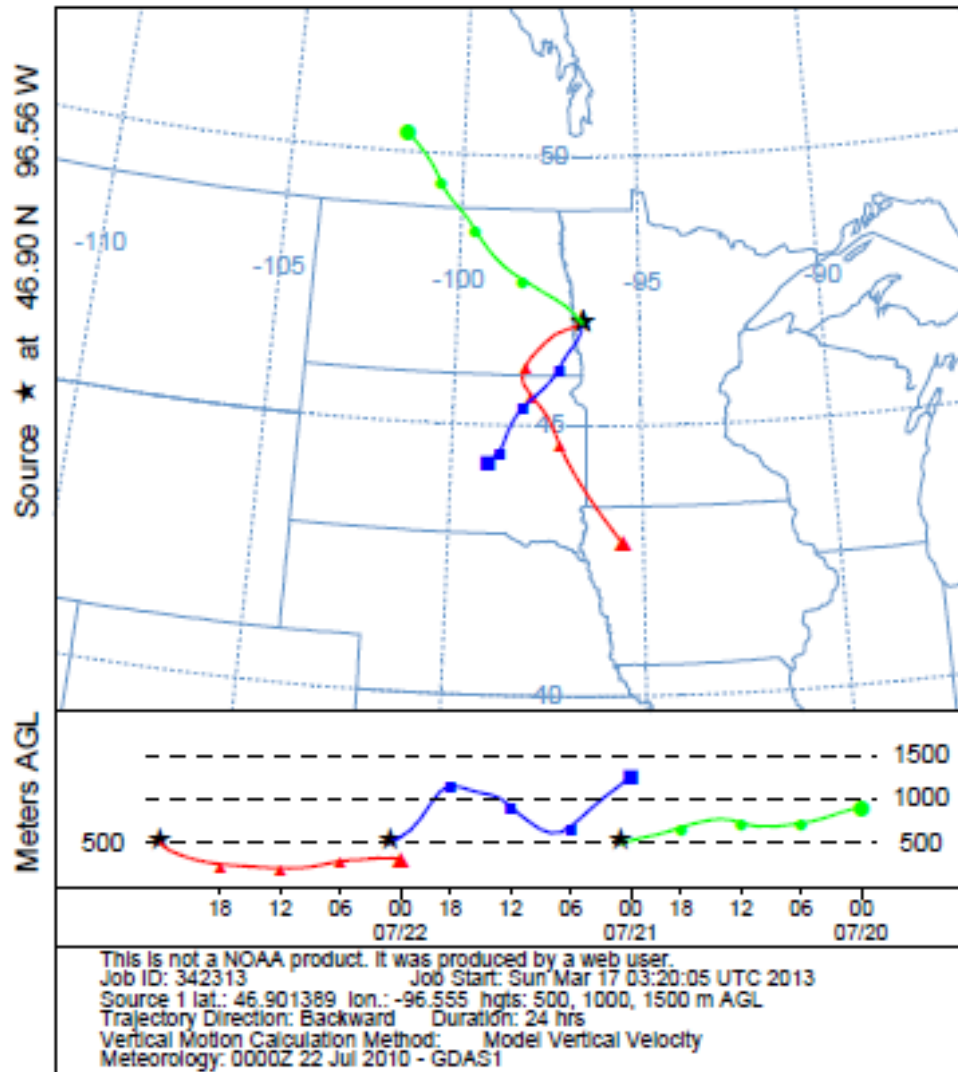 Source ★ at 46.90 N 96.56 W
50
-110
-105
-100
-95
-90
45
40
Meters AGL
1500
1000
500
500
18 12 06 00 18 12 06 00 18 12 06 00
07/22 07/21 07/20
This is not a NOAA product. It was produced by a web user.
Job ID: 342313 Job Start: Sun Mar 17 03:20:05 UTC 2013
Source 1 lat.: 46.901389 lon.: -96.555 hgts: 500, 1000, 1500 m AGL
Trajectory Direction: Backward Duration: 24 hrs
Vertical Motion Calculation Method: Model Vertical Velocity
Meteorology: 0000Z 22 Jul 2010 - GDAS1